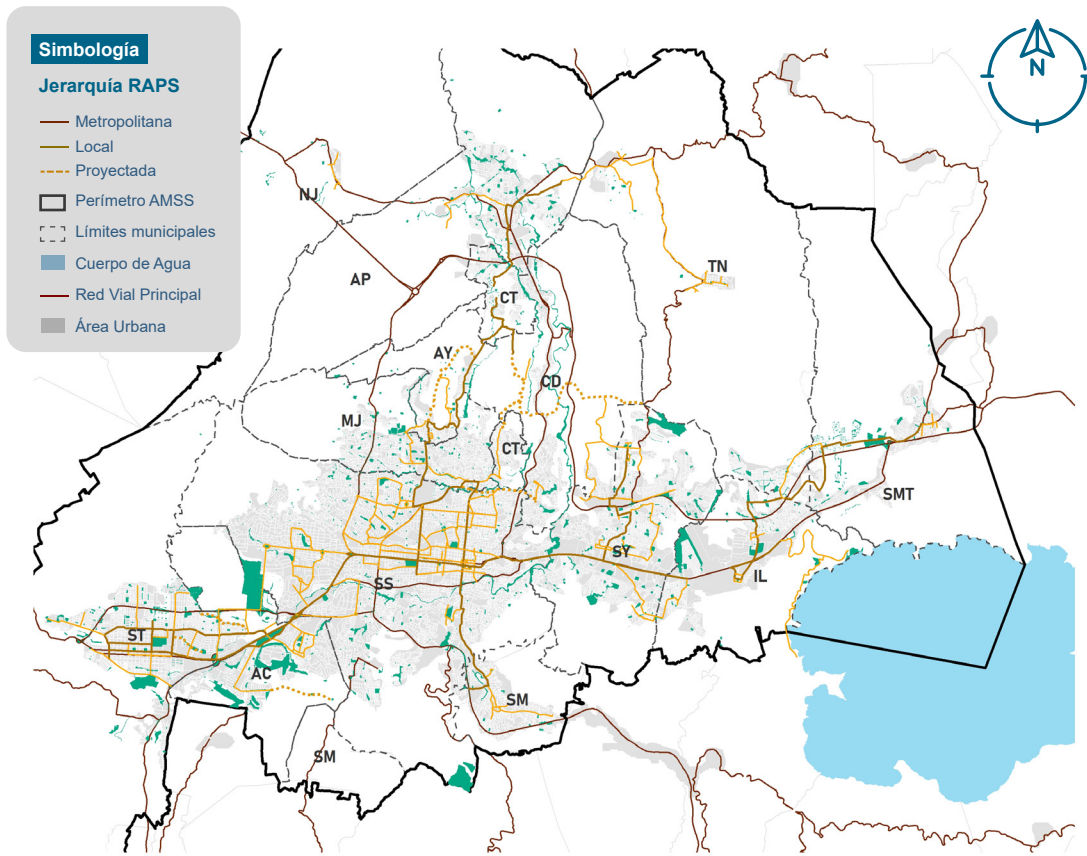 Simbología
Jerarquía RAPS
Metropolitana
Local
Proyectada
Perímetro AMSS
Límites municipales
Cuerpo de Agua
Red Vial Principal
Área Urbana
N
NJ
AP
TN
CT
AY
CD
MJ
CT
SMT
SY
IL
SS
ST
AC
SM
SM